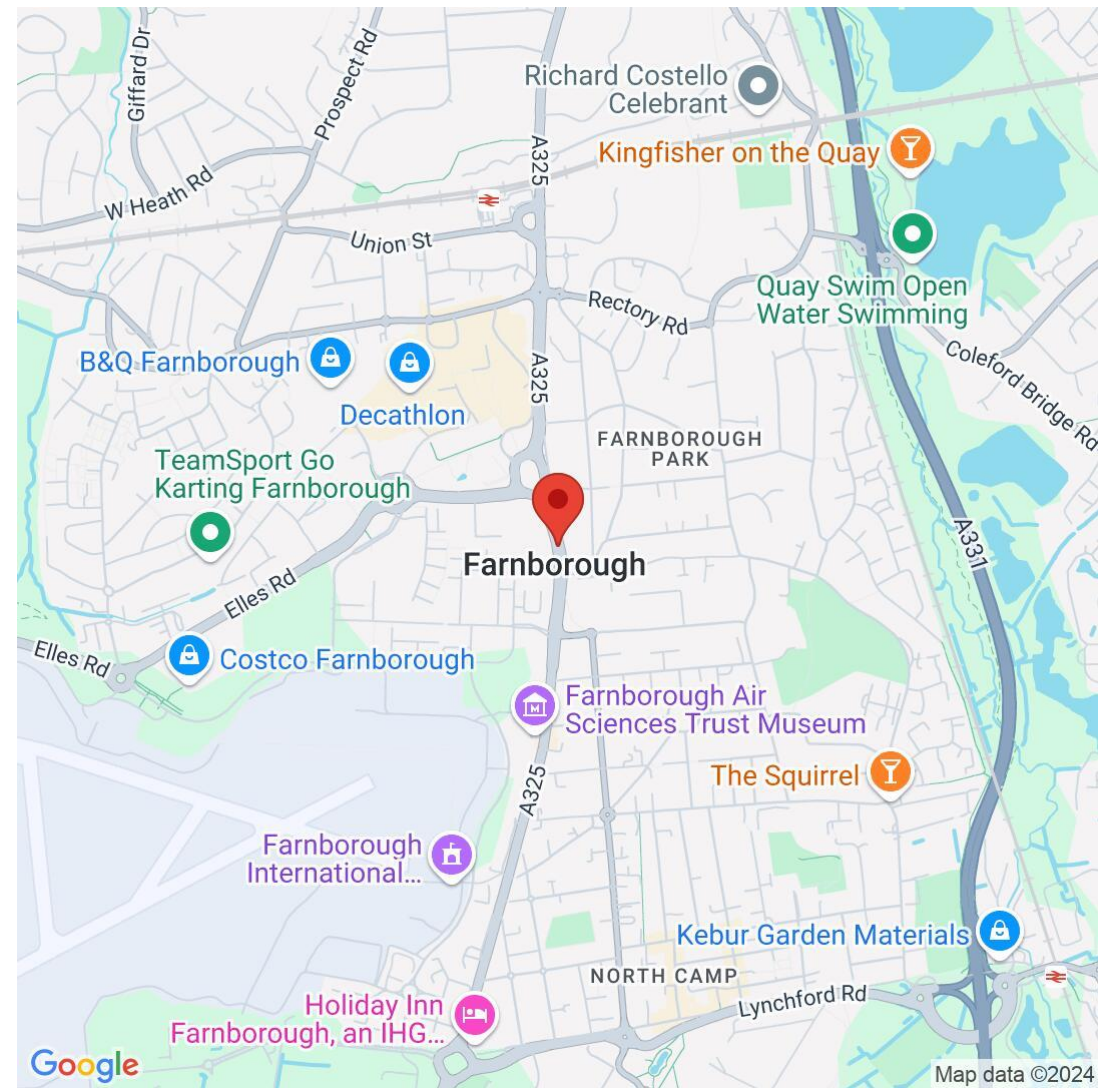 Giffard Dr
Prospect Rd
A325
Richard Costello
Celebrant
Kingfisher on the Quay
W Heath Rd
Union St
Quay Swim Open
Water Swimming
Rectory Rd
Coleford Bridge Rd
B&Q Farnborough
Decathlon
A325
FARNBOROUGH
PARK
TeamSport Go
Karting Farnborough
A331
Farnborough
Elles Rd
Elles Rd
Costco Farnborough
Farnborough Air
Sciences Trust Museum
The Squirrel
A325
Farnborough
International...
Kebur Garden Materials
NORTH CAMP
Lynchford Rd
Holiday Inn
Farnborough, an IHG...
Google
Map data ©2024